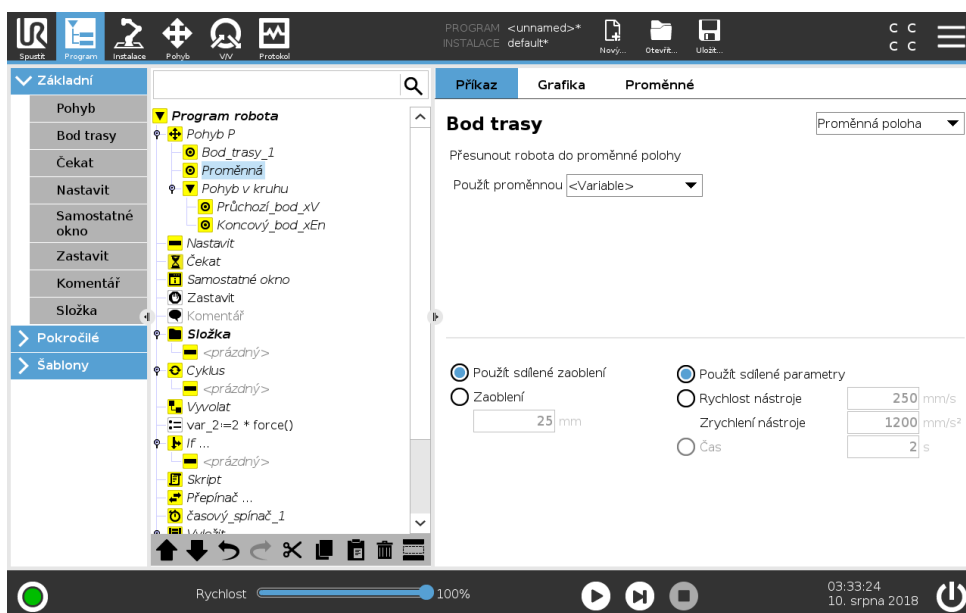 PROGRAM <unnamed>*
INSTALACE default*
Spustit
Program
Instalace
Pohyb
V/V
Protokol
Nový...
Otevřít...
Uložit...
C C
C C
Základní
Pohyb
Bod trasy
Čekat
Nastavit
Samostatné
okno
Zastavit
Komentář
Složka
Pokročilé
Šablony
Program robota
Pohyb P
Bod_trasy_1
Proměnná
Pohyb v kruhu
Průchozí_bod_xV
Koncový_bod_xEn
Nastavit
Čekat
Samostatné okno
Zastavit
Komentář
Složka
<prázdný>
Cyklus
<prázdný>
Vyvolat
var_2:=2 * force()
If ...
<prázdný>
Skript
Přepínač ...
časový_spínač_1
Vyložit
Příkaz
Grafika
Proměnné
Bod trasy
Proměnná poloha
Přesunout robota do proměnné polohy
Použít proměnnou <Variable>
Použít sdílené zaoblení
Zaoblení
25 mm
Použít sdílené parametry
Rychlost nástroje 250 mm/s
Zrychlení nástroje 1200 mm/s²
Čas 2 s
Rychlost 100%
03:33:24
10. srpna 2018